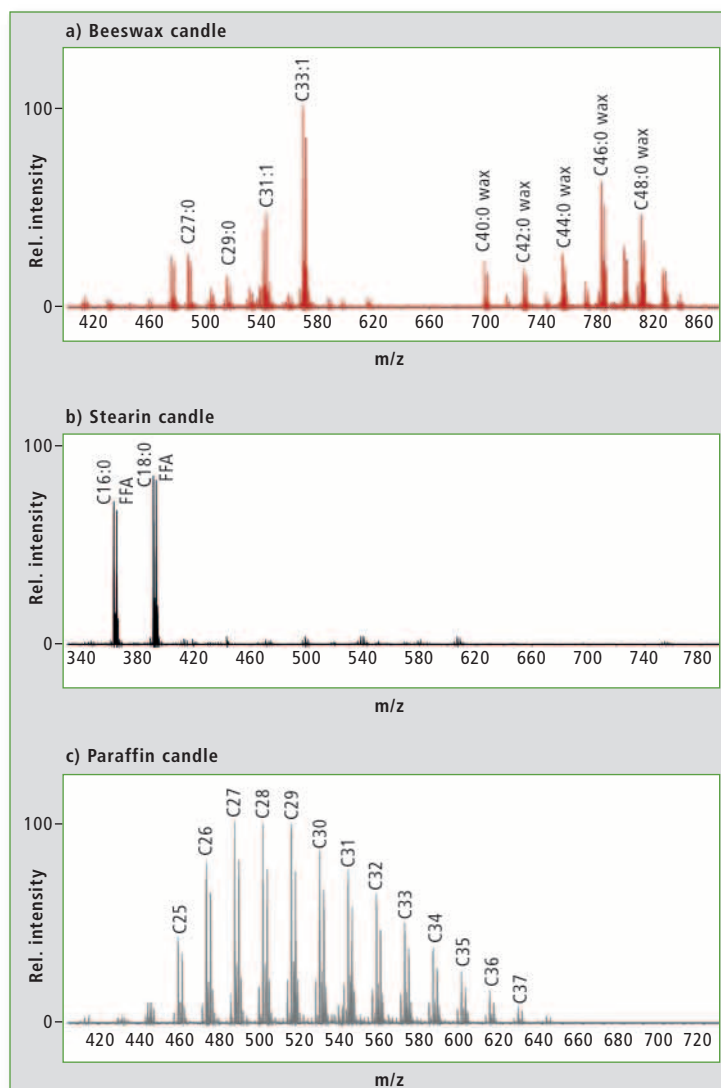 a) Beeswax candle
100
0
Rel. intensity
C27:0
C29:0
C31:1
C33:1
C40:0 wax
C42:0 wax
C44:0 wax
C46:0 wax
C48:0 wax
420 460 500 540 580 620 660 700 740 780 820 860
m/z
b) Stearin candle
100
0
Rel. intensity
C16:0
FFA
C18:0
FFA
340 380 420 460 500 540 580 620 660 700 740 780
m/z
c) Paraffin candle
100
0
Rel. intensity
C25
C26
C27
C28
C29
C30
C31
C32
C33
C34
C35
C36
C37
420 460 500 520 540 560 580 600 620 640 660 680 700 720
m/z